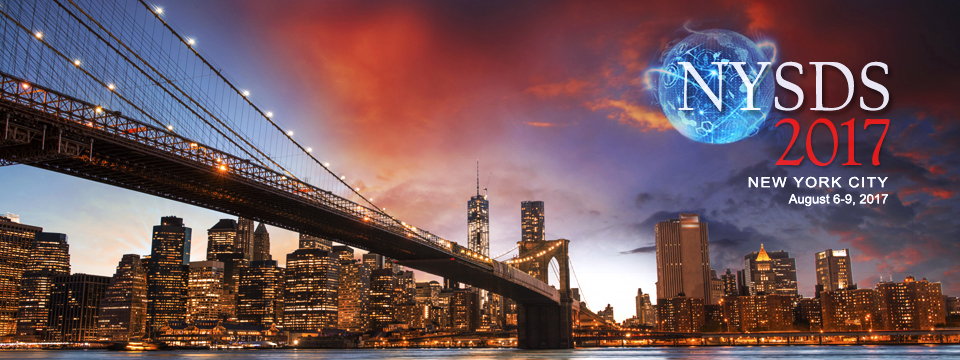 NYSDS
2017
NEW YORK CITY
August 6-9, 2017